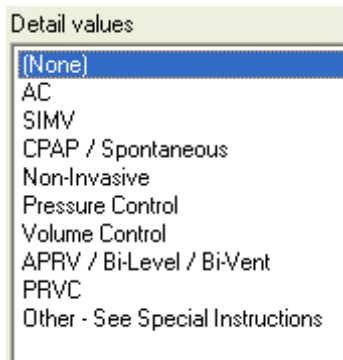 Detail values
(None)
AC
SIMV
CPAP / Spontaneous
Non-Invasive
Pressure Control
Volume Control
APRV / Bi-Level / Bi-Vent
PRVC
Other - See Special Instructions